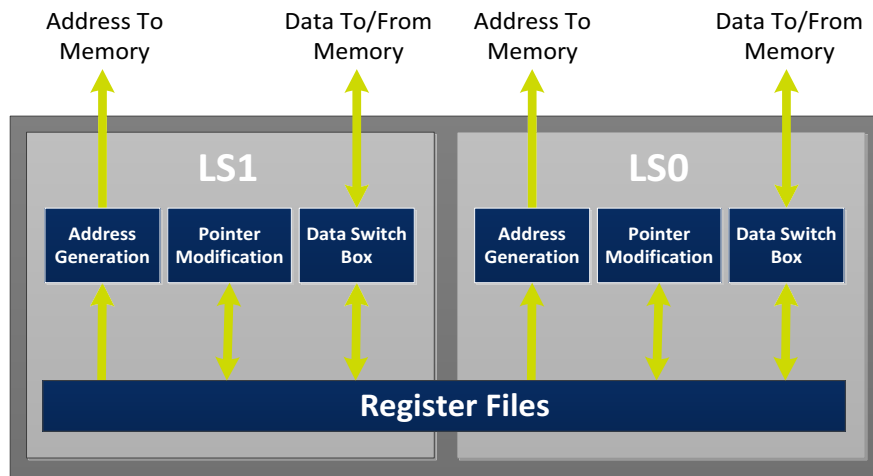 Address To
Memory
Data To/From
Memory
Address To
Memory
Data To/From
Memory
LS1
LS0
Address
Generation
Pointer
Modification
Data Switch
Box
Address
Generation
Pointer
Modification
Data Switch
Box
Register Files